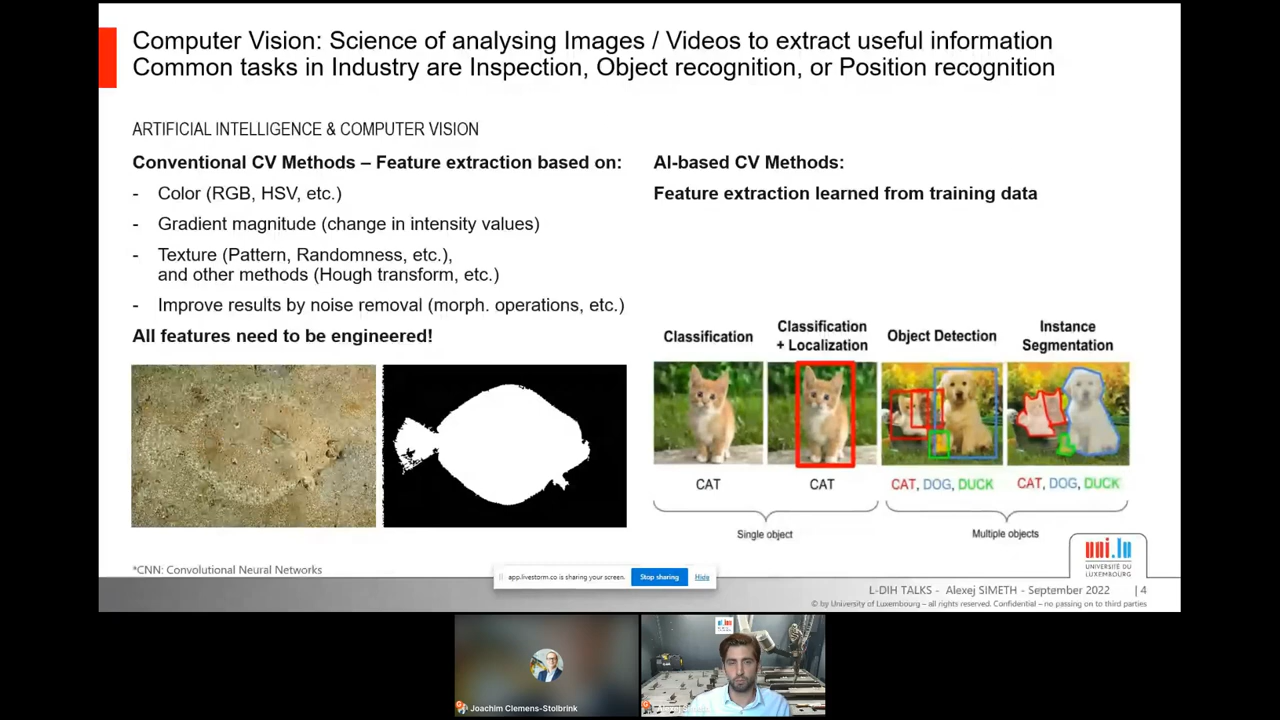 Computer Vision: Science of analysing Images / Videos to extract useful information
Common tasks in Industry are Inspection, Object recognition, or Position recognition
ARTIFICIAL INTELLIGENCE & COMPUTER VISION
Conventional CV Methods – Feature extraction based on:
- Color (RGB, HSV, etc.)
- Gradient magnitude (change in intensity values)
- Texture (Pattern, Randomness, etc.),
and other methods (Hough transform, etc.)
- Improve results by noise removal (morph. operations, etc.)
All features need to be engineered!
AI-based CV Methods:
Feature extraction learned from training data
Classification
Classification
+ Localization
Object Detection
Instance
Segmentation
CAT
CAT
CAT, DOG, DUCK
CAT, DOG, DUCK
Single object
Multiple objects
*CNN: Convolutional Neural Networks
uni.lu
UNIVERSITÉ DU
LUXEMBOURG
app.livestorm.co is sharing your screen.
Stop sharing
Hide
L-DIH TALKS - Alexej SIMETH - September 2022 | 4
© by University of Luxembourg – all rights reserved. Confidential – no passing on to third parties
Joachim Clemens-Stolbrink